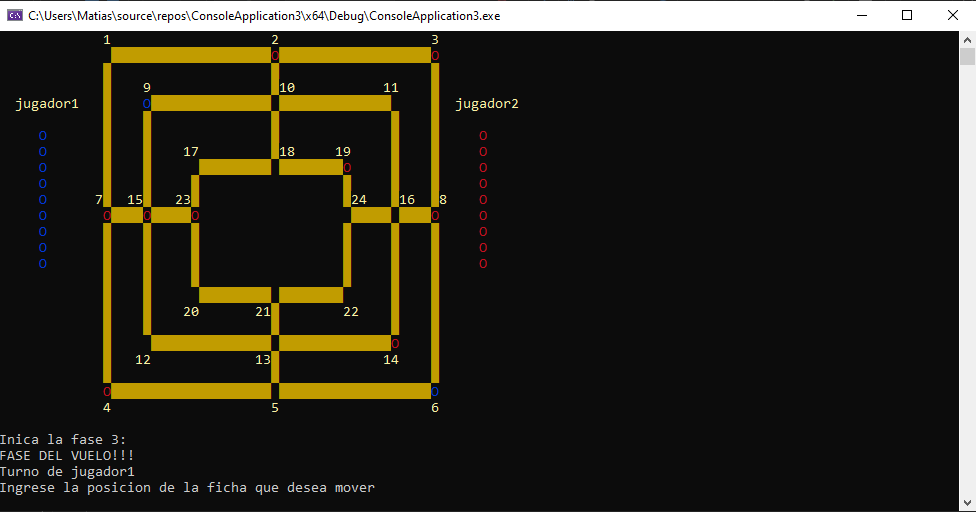 C:\Users\Matias\source\repos\ConsoleApplication3\x64\Debug\ConsoleApplication3.exe
1 2 3
O O
9 10 11
jugador1 O jugador2
O O
O O
17 18 19
O O O
O O
7 15 23 24 16 8
O O
O O O O O O
O O
O O
O O
20 21 22
O
12 13 14
O O
4 5 6
Inica la fase 3:
FASE DEL VUELO!!!
Turno de jugador1
Ingrese la posicion de la ficha que desea mover